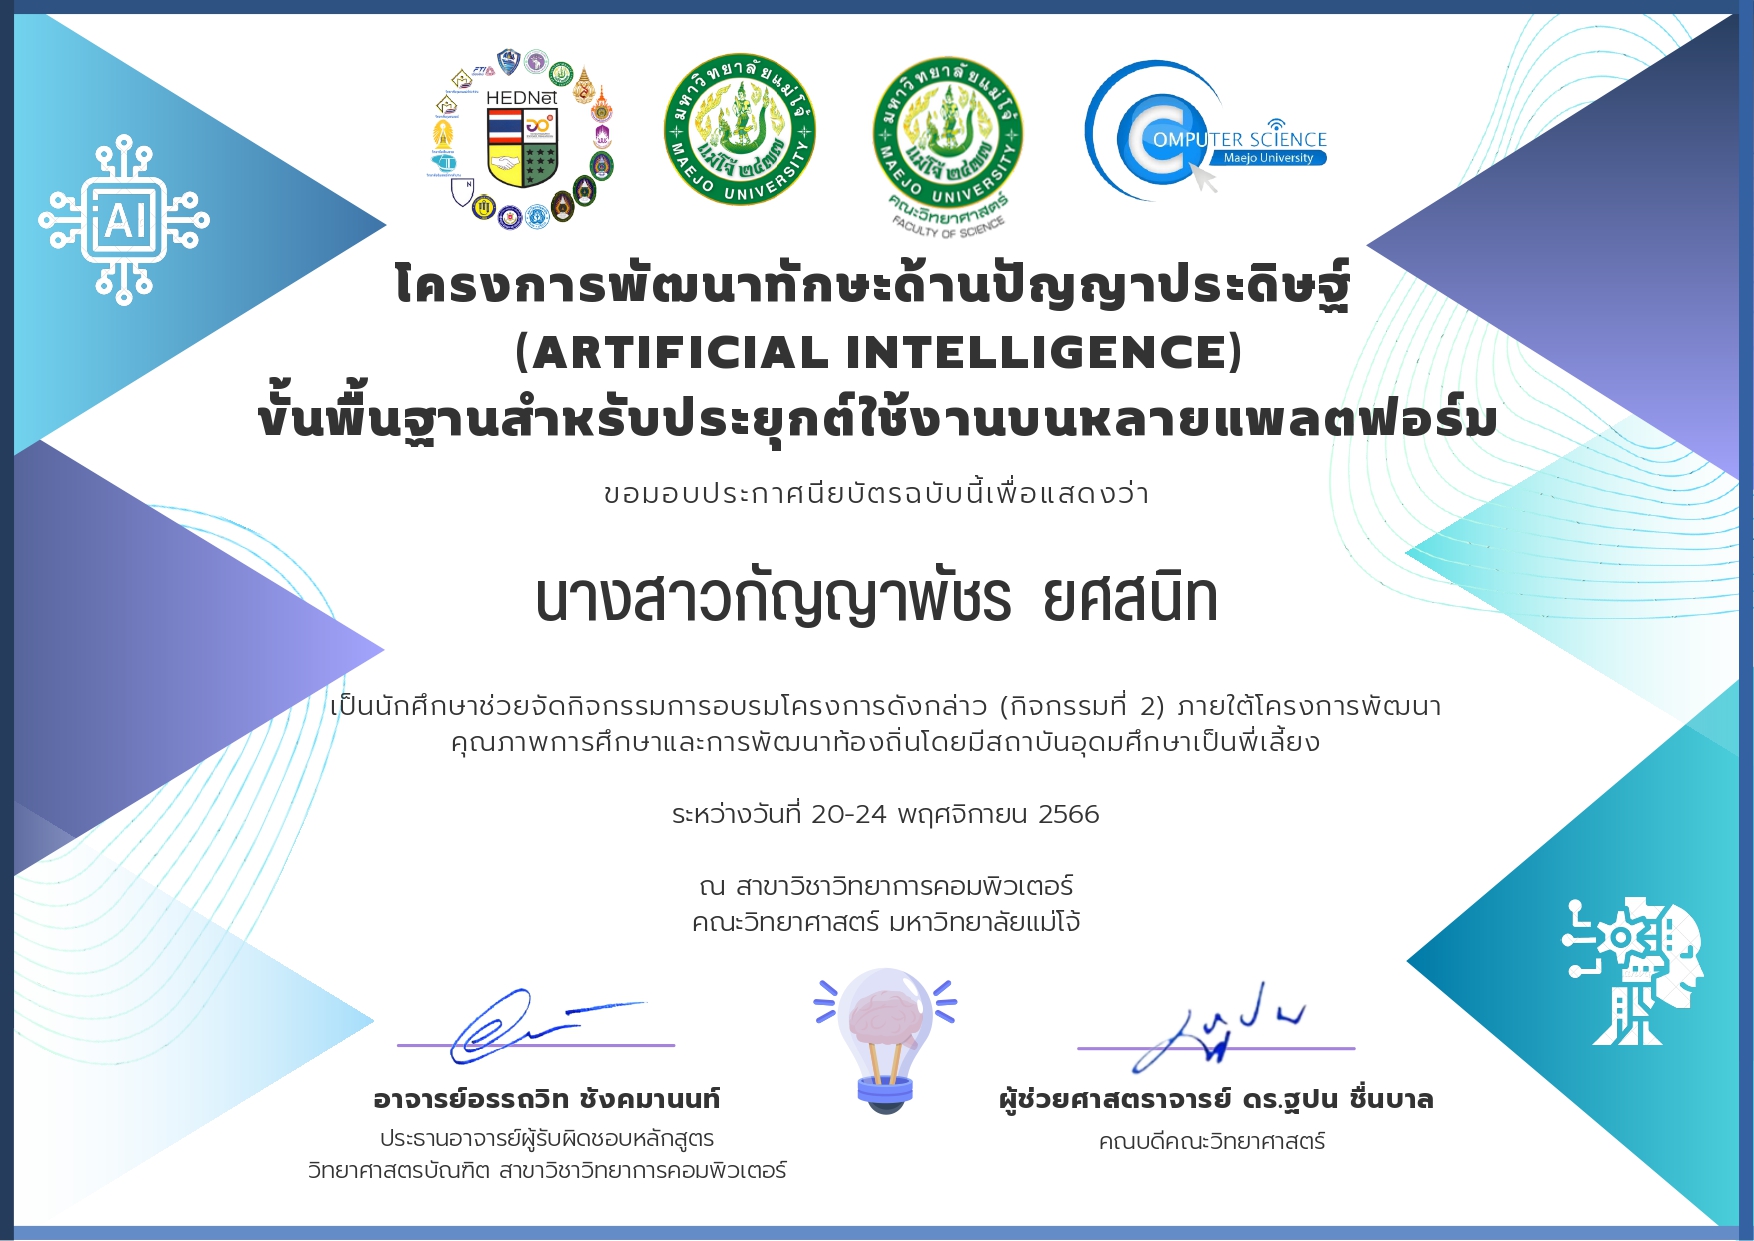 HEDNet
มหาวิทยาลัยแม่โจ้
แม่โจ้ ๒๔๗๗
MAEJO UNIVERSITY
มหาวิทยาลัยแม่โจ้
แม่โจ้ ๒๔๗๗
MAEJO UNIVERSITY
คณะวิทยาศาสตร์
FACULTY OF SCIENCE
COMPUTER SCIENCE
Maejo University
AI
โครงการพัฒนาทักษะด้านปัญญาประดิษฐ์
(ARTIFICIAL INTELLIGENCE)
ขั้นพื้นฐานสำหรับประยุกต์ใช้งานบนหลายแพลตฟอร์ม
ขอมอบประกาศนียบัตรฉบับนี้เพื่อแสดงว่า
นางสาวกัญญาพัชร ยศสนิท
เป็นนักศึกษาช่วยจัดกิจกรรมการอบรมโครงการดังกล่าว (กิจกรรมที่ 2) ภายใต้โครงการพัฒนา
คุณภาพการศึกษาและการพัฒนาท้องถิ่นโดยมีสถาบันอุดมศึกษาเป็นพี่เลี้ยง
ระหว่างวันที่ 20-24 พฤศจิกายน 2566
ณ สาขาวิชาวิทยาการคอมพิวเตอร์
คณะวิทยาศาสตร์ มหาวิทยาลัยแม่โจ้
อาจารย์อรรถวิท ชังคมานนท์
ประธานอาจารย์ผู้รับผิดชอบหลักสูตร
วิทยาศาสตรบัณฑิต สาขาวิชาวิทยาการคอมพิวเตอร์
ผู้ช่วยศาสตราจารย์ ดร.ฐปน ชื่นบาล
คณบดีคณะวิทยาศาสตร์